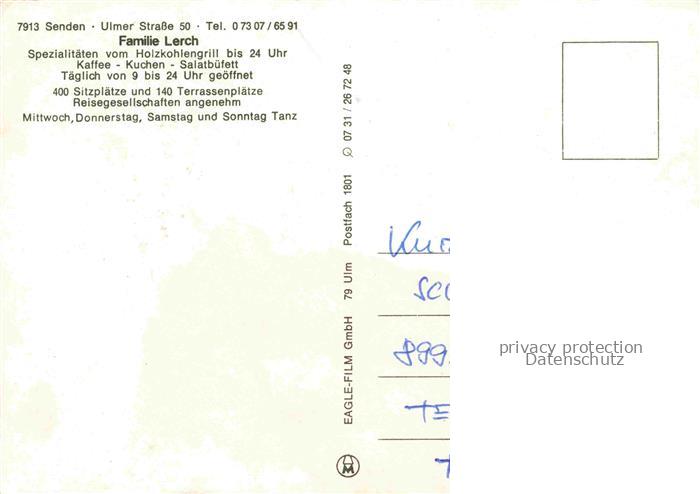 7913 Senden · Ulmer Straße 50 · Tel. 0 73 07 / 65 91
Familie Lerch
Spezialitäten vom Holzkohlengrill bis 24 Uhr
Kaffee - Kuchen - Salatbüfett
Täglich von 9 bis 24 Uhr geöffnet
400 Sitzplätze und 140 Terrassenplätze
Reisegesellschaften angenehm
Mittwoch, Donnerstag, Samstag und Sonntag Tanz
EAGLE-FILM GmbH 79 Ulm Postfach 1801 07 31 / 26 72 48
899
TE
privacy protection
Datenschutz